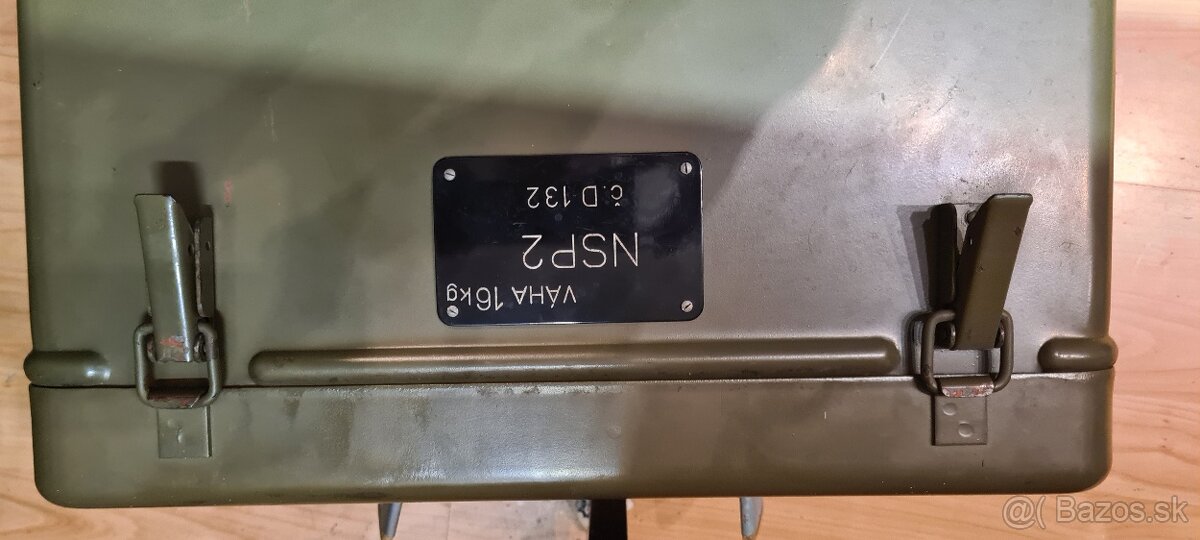 VÁHA 16kg
NSP2
č.D 132
@( Bazos.sk